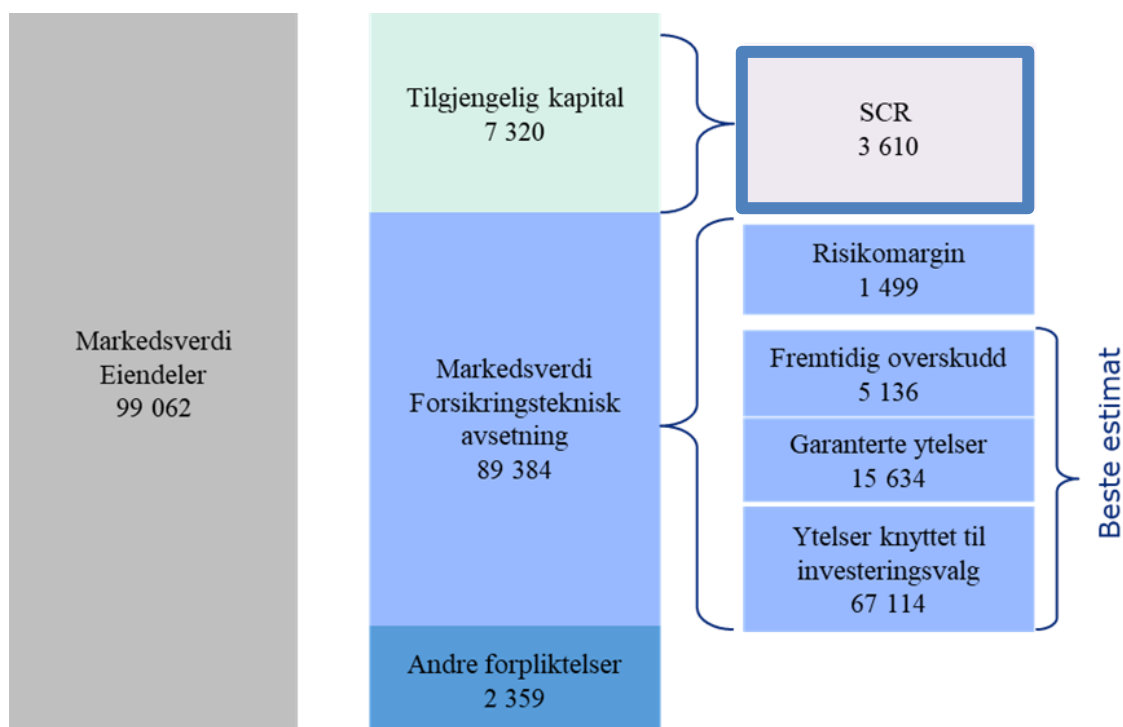 Markedsverdi
Eiendeler
99 062
Tilgjengelig kapital
7 320
Markedsverdi
Forsikringsteknisk
avsetning
89 384
Andre forpliktelser
2 359
SCR
3 610
Risikomargin
1 499
Fremtidig overskudd
5 136
Garanterte ytelser
15 634
Ytelser knyttet til
investeringsvalg
67 114
Beste estimat